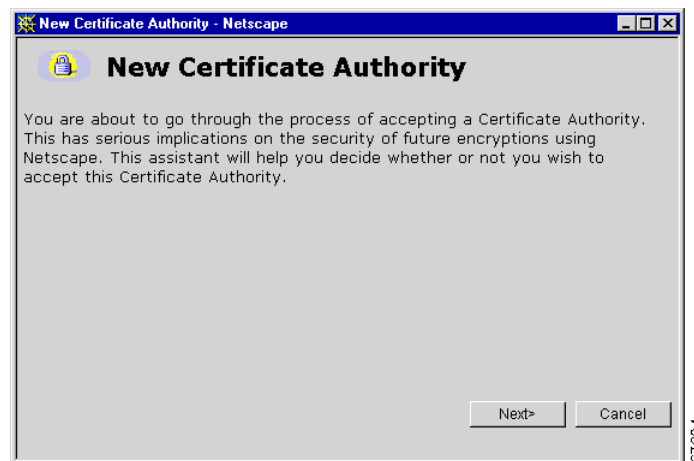 New Certificate Authority - Netscape
New Certificate Authority
You are about to go through the process of accepting a Certificate Authority.
This has serious implications on the security of future encryptions using
Netscape. This assistant will help you decide whether or not you wish to
accept this Certificate Authority.
Next>
Cancel